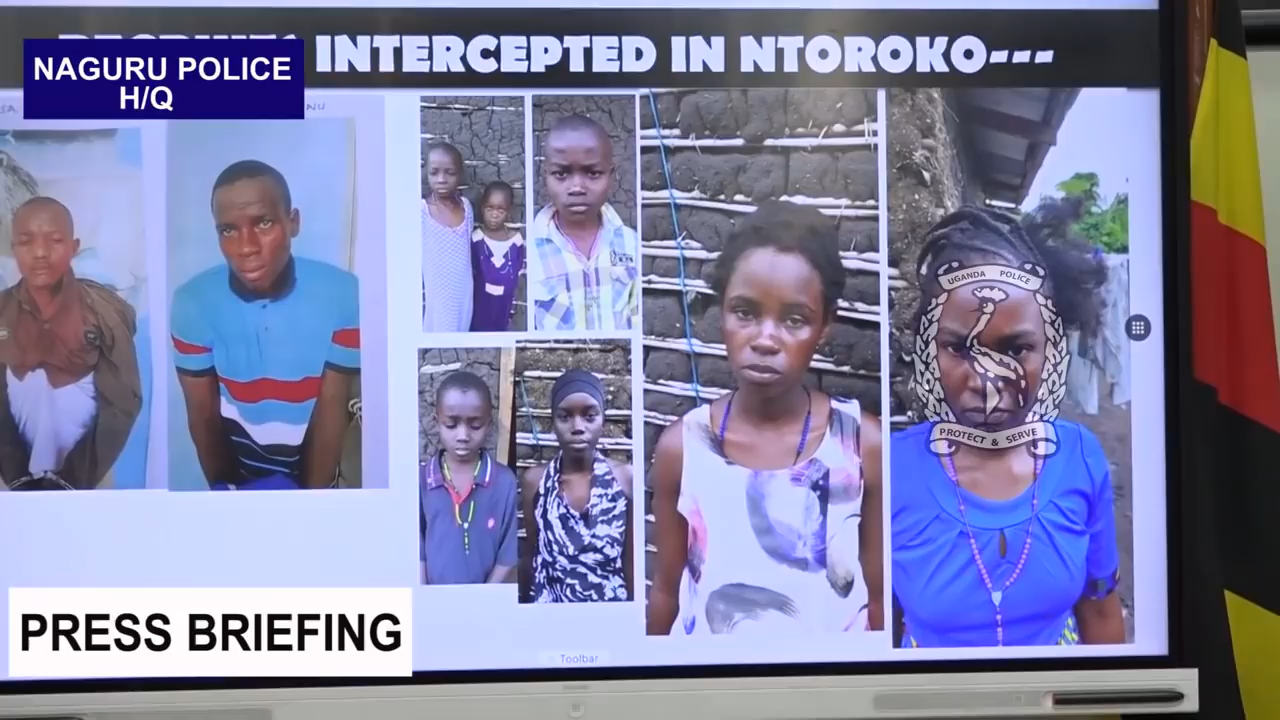 INTERCEPTED IN NTOROKO---
NAGURU POLICE
H/Q
UGANDA POLICE
PROTECT & SERVE
PRESS BRIEFING
Toolbar